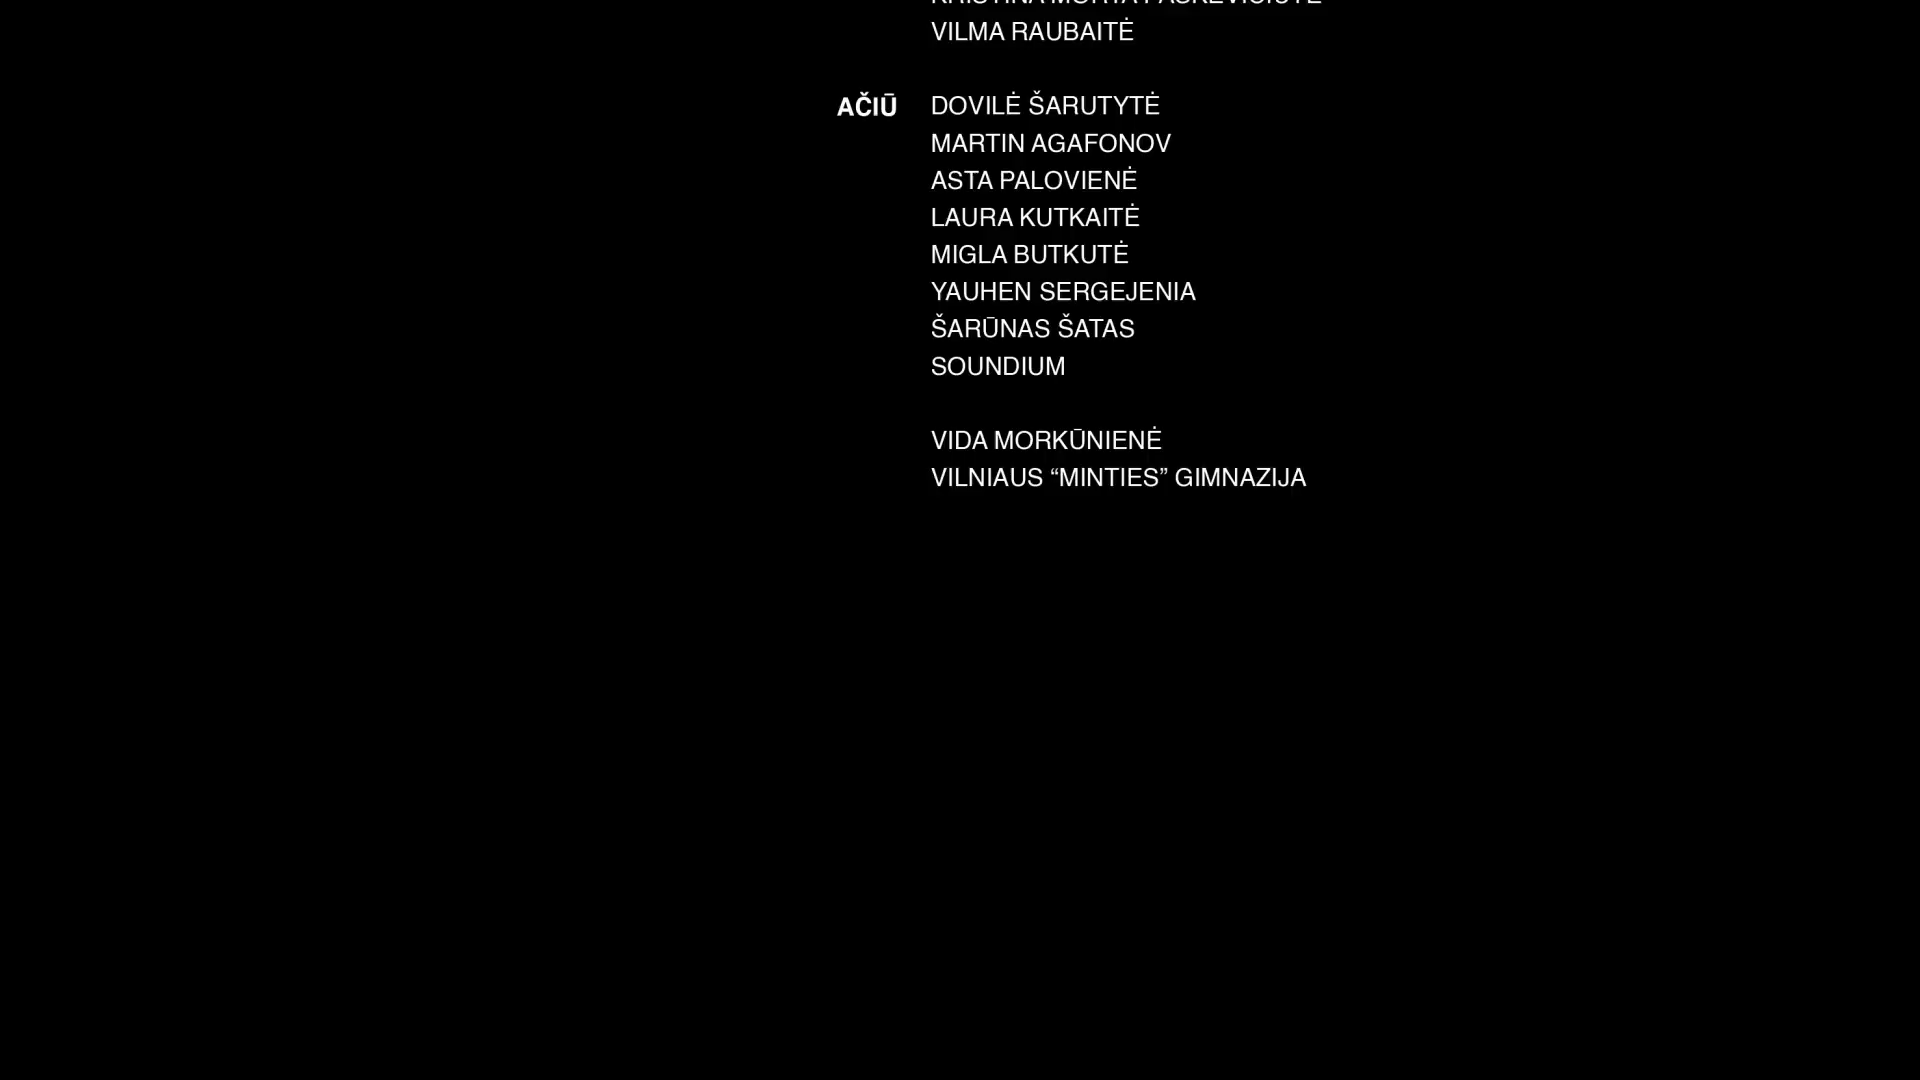 VILMA RAUBAITĖ
AČIŪ DOVILĖ ŠARUTYTĖ
MARTIN AGAFONOV
ASTA PALOVIENĖ
LAURA KUTKAITĖ
MIGLA BUTKUTĖ
YAUHEN SERGEJENIA
ŠARŪNAS ŠATAS
SOUNDIUM
VIDA MORKŪNIENĖ
VILNIAUS “MINTIES” GIMNAZIJA